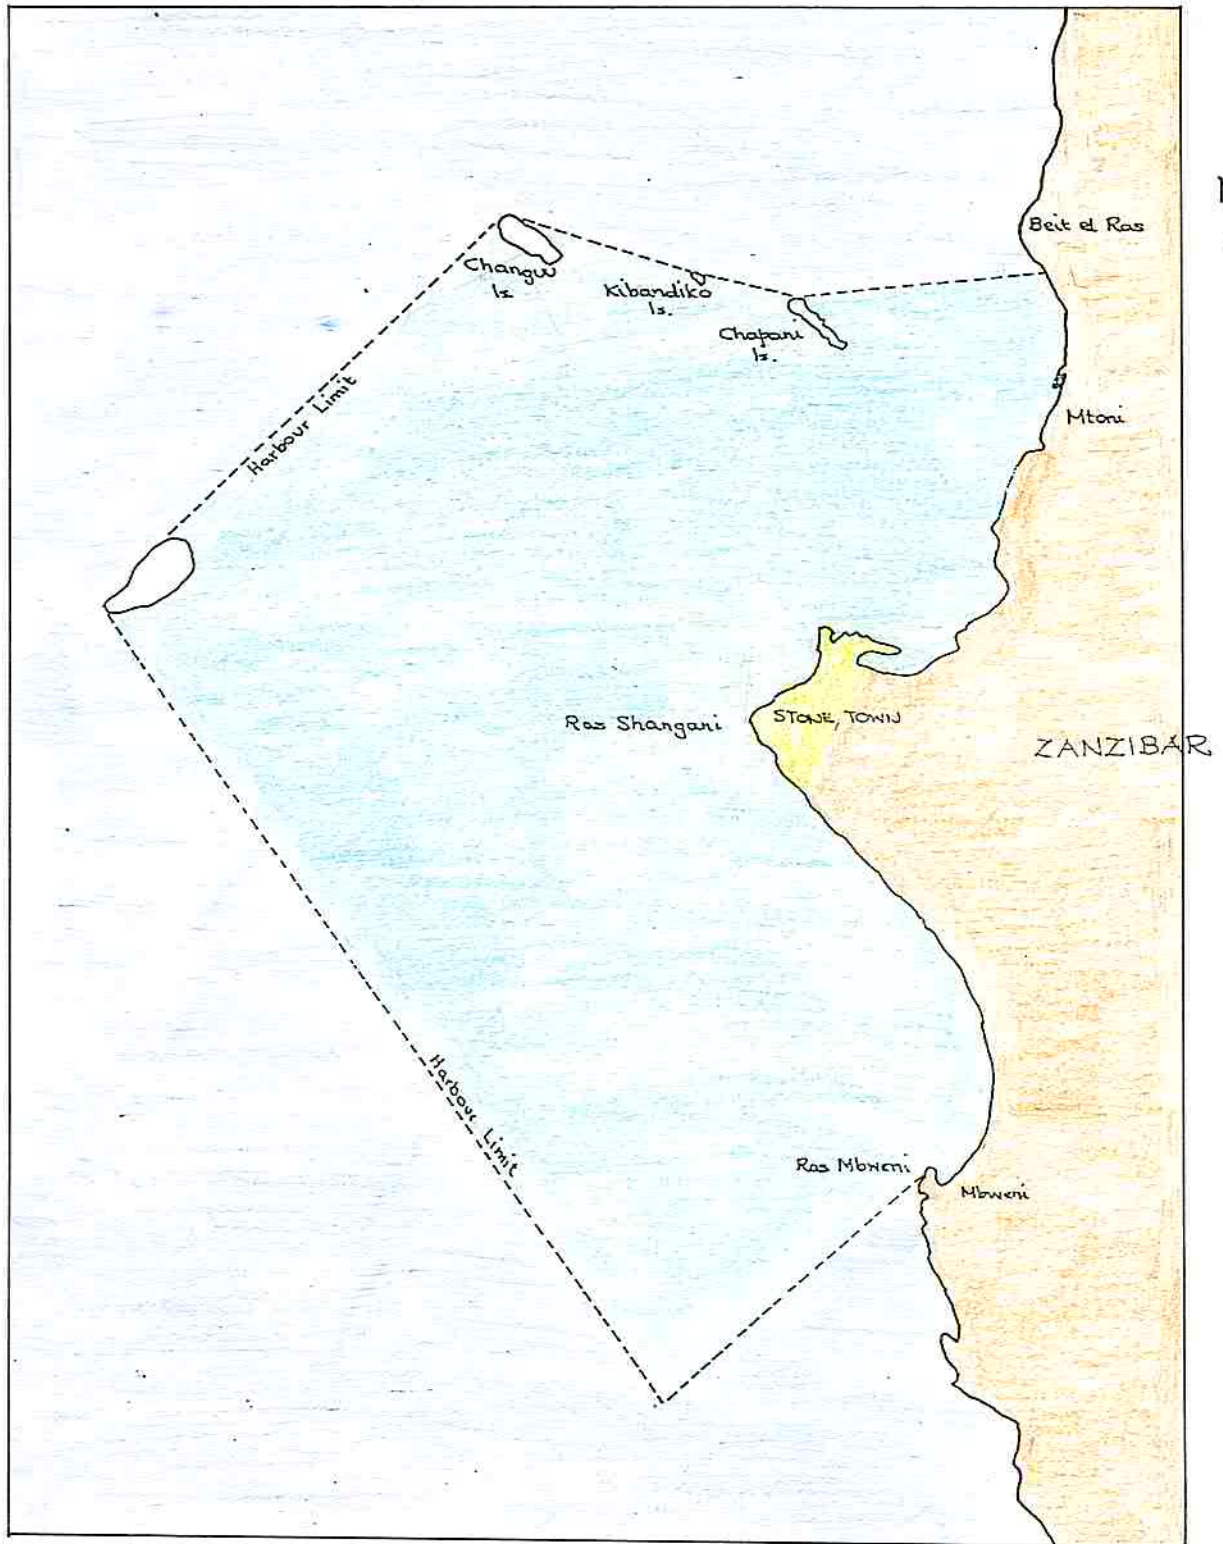 Beit el Ras
Changuu
Is.
Kibandiko
Is.
Chapani
Is.
Harbour Limit
Mtoni
Ras Shangani
STONE, TOWN
ZANZIBAR
Harbour Limit
Ras Mbweni
Mbweni